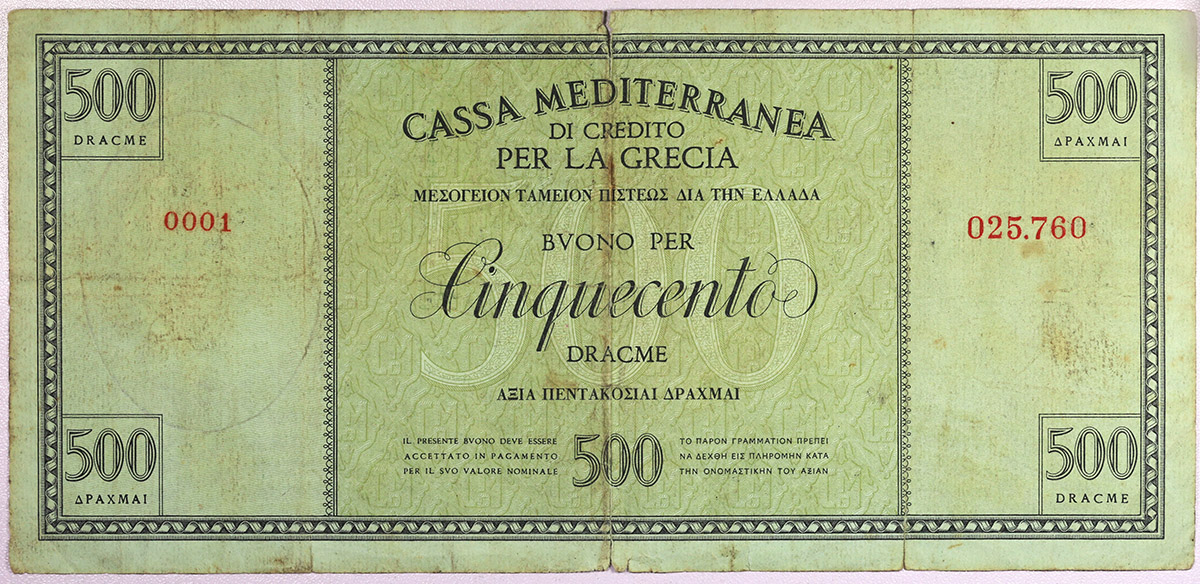 500
DRACME
500
ΔΡΑΧΜΑΙ
CASSA MEDITERRANEA
DI CREDITO
PER LA GRECIA
ΜΕΣΟΓΕΙΟΝ ΤΑΜΕΙΟΝ ΠΙΣΤΕΩΣ ΔΙΑ ΤΗΝ ΕΛΛΑΔΑ
0001
025.760
500
BVONO PER
Cinquecento
DRACME
ΑΞΙΑ ΠΕΝΤΑΚΟΣΙΑΙ ΔΡΑΧΜΑΙ
500
ΔΡΑΧΜΑΙ
IL PRESENTE BVONO DEVE ESSERE
ACCETTATO IN PAGAMENTO
PER IL SVO VALORE NOMINALE
500
ΤΟ ΠΑΡΟΝ ΓΡΑΜΜΑΤΙΟΝ ΠΡΕΠΕΙ
ΝΑ ΔΕΧΘΗ ΕΙΣ ΠΛΗΡΟΜΗΝ ΚΑΤΑ
ΤΗΝ ΟΝΟΜΑΣΤΙΚΗΝ ΤΟΥ ΑΞΙΑΝ
500
DRACME